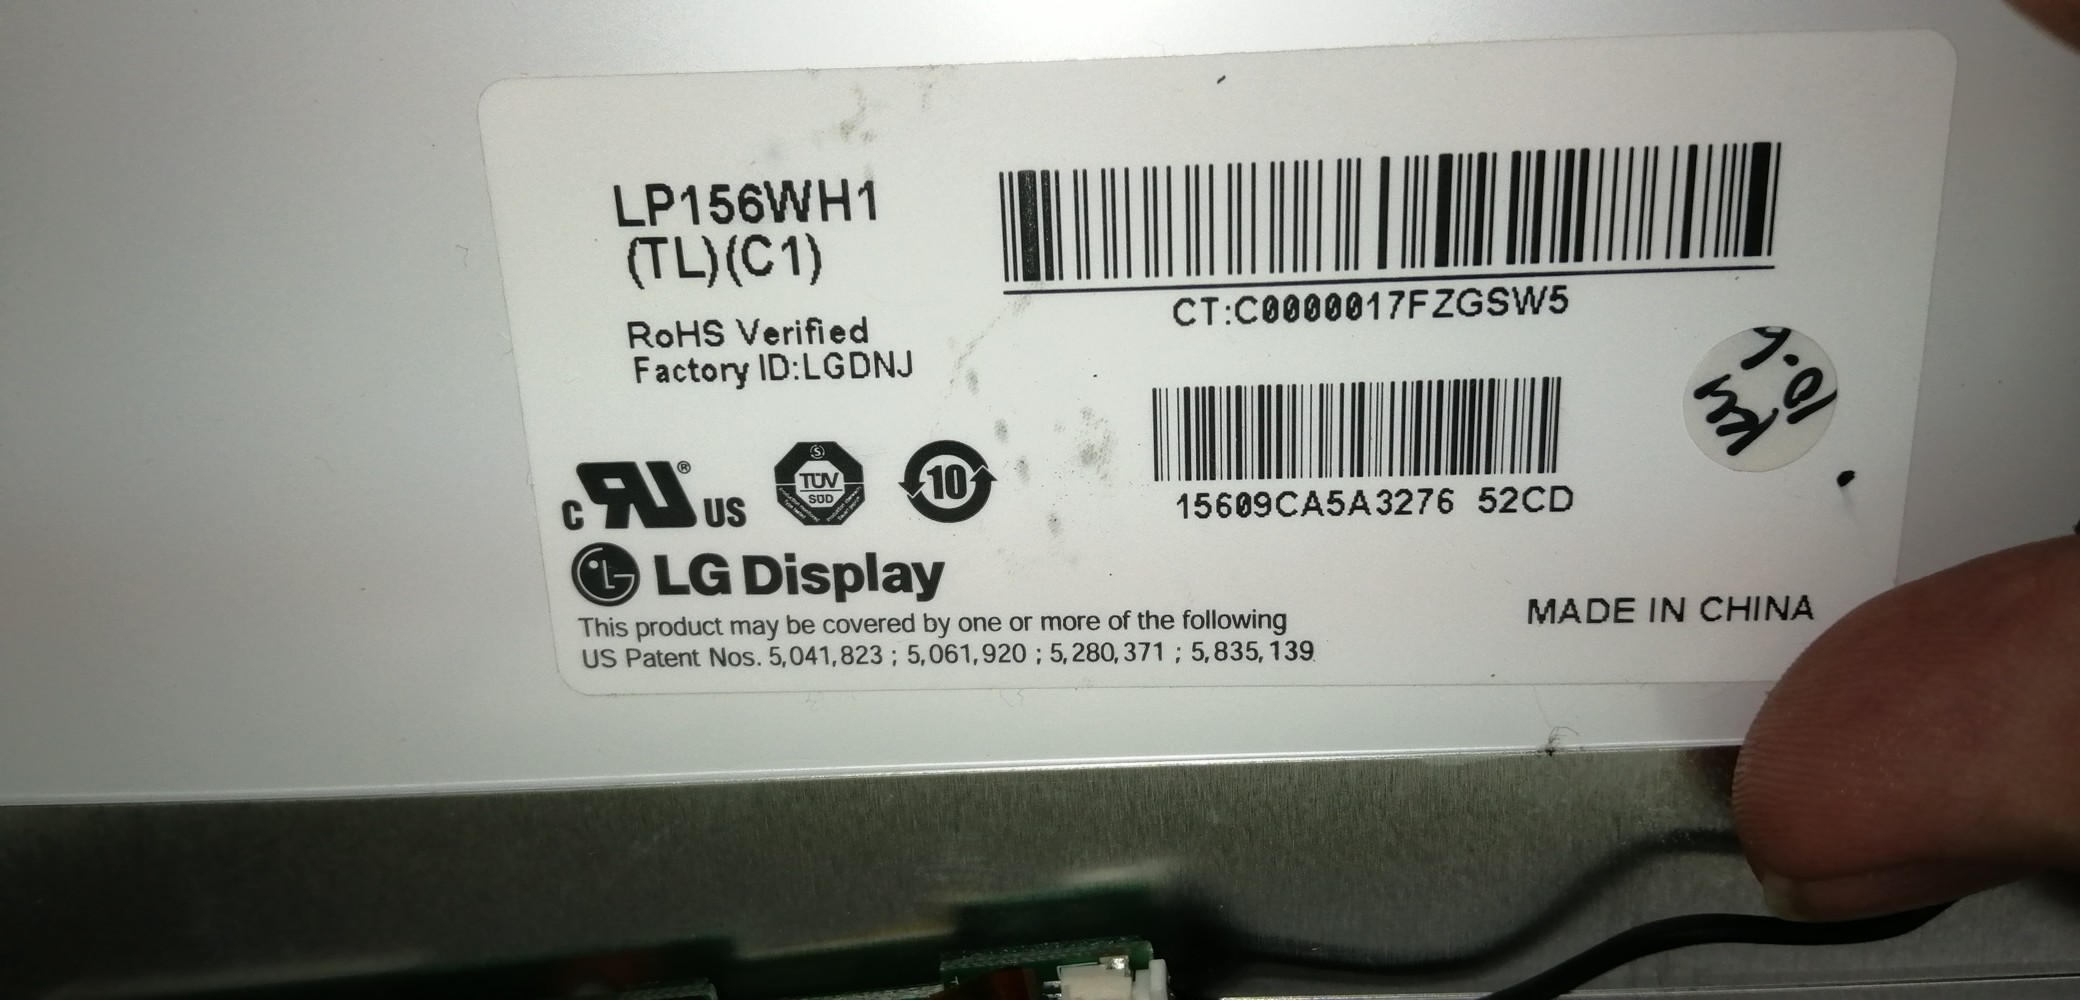 LP156WH1
(TL)(C1)
CT:C0000017FZGSW5
RoHS Verified
Factory ID:LGDNJ
15609CA5A3276 52CD
C RU® US
TÜV
SÜD
10
LG Display
This product may be covered by one or more of the following
US Patent Nos. 5,041,823 ; 5,061,920 ; 5,280,371 ; 5,835,139
MADE IN CHINA